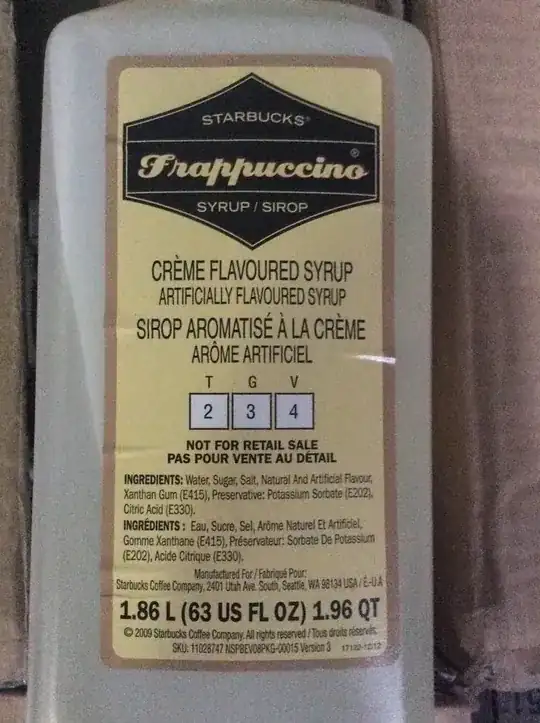 STARBUCKS®
Frappuccino®
SYRUP / SIROP
CRÈME FLAVOURED SYRUP
ARTIFICIALLY FLAVOURED SYRUP
SIROP AROMATISÉ À LA CRÈME
ARÔME ARTIFICIEL
T G V
2 3 4
NOT FOR RETAIL SALE
PAS POUR VENTE AU DÉTAIL
INGREDIENTS: Water, Sugar, Salt, Natural And Artificial Flavour,
Xanthan Gum (E415), Preservative: Potassium Sorbate (E202),
Citric Acid (E330).
INGRÉDIENTS : Eau, Sucre, Sel, Arôme Naturel Et Artificiel,
Gomme Xanthane (E415), Préservateur: Sorbate De Potassium
(E202), Acide Citrique (E330).
Manufactured For / Fabriqué Pour:
Starbucks Coffee Company, 2401 Utah Ave. South, Seattle, WA 98134 USA / É.-U.A
1.86 L (63 US FL OZ) 1.96 QT
© 2009 Starbucks Coffee Company. All rights reserved / Tous droits réservés.
SKU: 11028747 NSPBEV08PKG-00015 Version 3